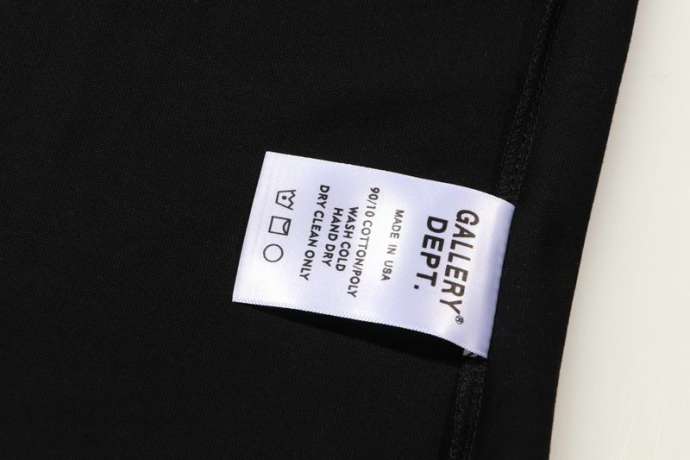 GALLERY
DEPT.®
MADE IN USA
90/10 COTTON/POLY
WASH COLD
HAND DRY
DRY CLEAN ONLY